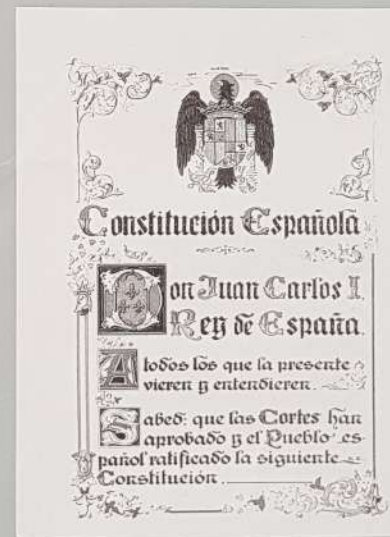 Constitución Española
Don Juan Carlos I.
Rey de España.
A todos los que la presente
vieren y entendieren.
Sabed: que las Cortes han
aprobado y el Pueblo es-
pañol ratificado la siguiente
Constitución.